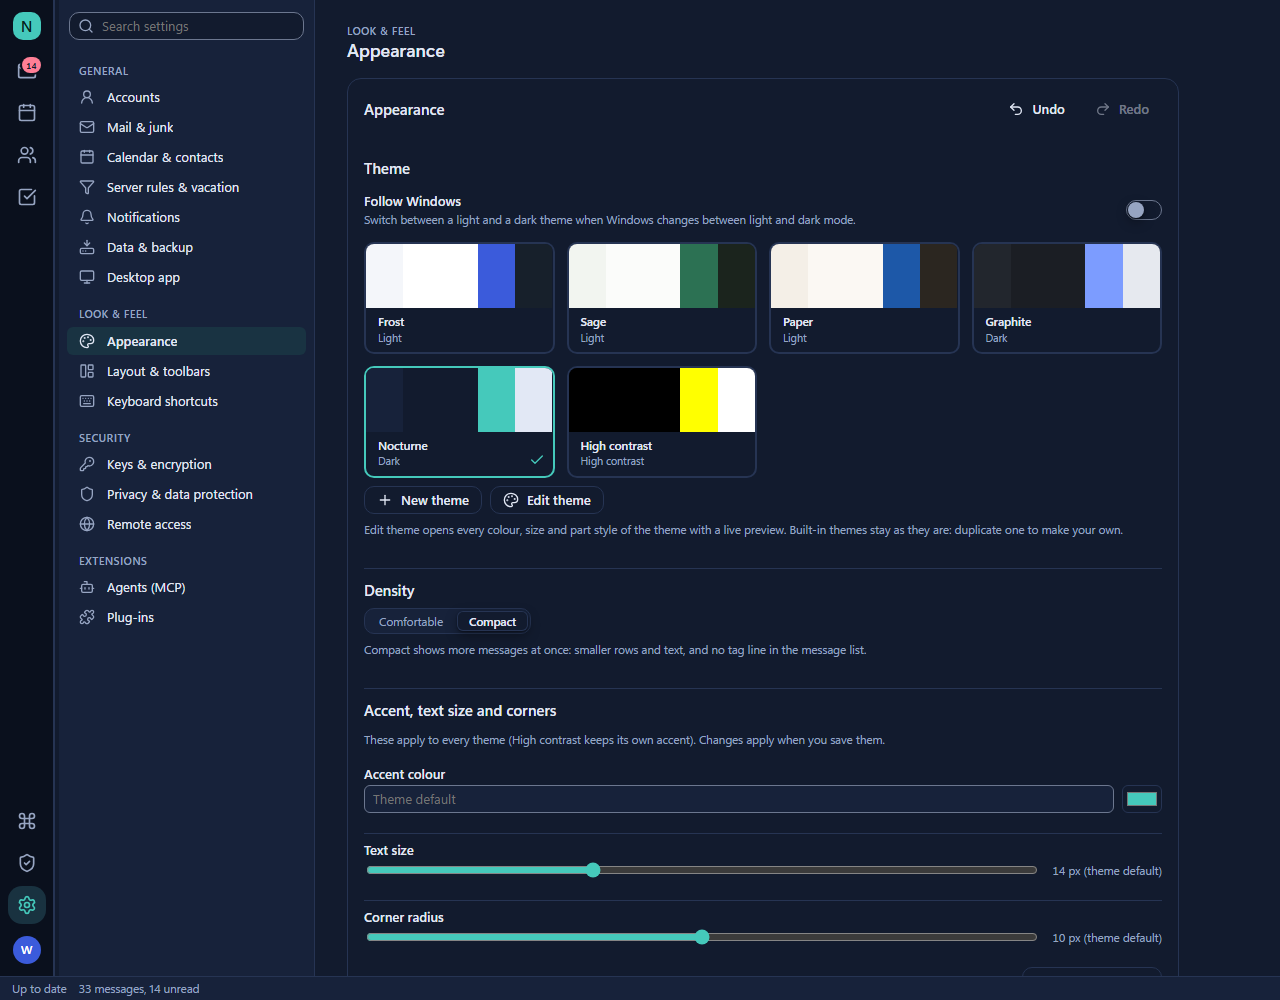 N
14
Search settings
GENERAL
Accounts
Mail & junk
Calendar & contacts
Server rules & vacation
Notifications
Data & backup
Desktop app
LOOK & FEEL
Appearance
Layout & toolbars
Keyboard shortcuts
SECURITY
Keys & encryption
Privacy & data protection
Remote access
EXTENSIONS
Agents (MCP)
Plug-ins
W
LOOK & FEEL
Appearance
Appearance
Undo
Redo
Theme
Follow Windows
Switch between a light and a dark theme when Windows changes between light and dark mode.
Frost
Light
Sage
Light
Paper
Light
Graphite
Dark
Nocturne
Dark
High contrast
High contrast
New theme
Edit theme
Edit theme opens every colour, size and part style of the theme with a live preview. Built-in themes stay as they are: duplicate one to make your own.
Density
Comfortable
Compact
Compact shows more messages at once: smaller rows and text, and no tag line in the message list.
Accent, text size and corners
These apply to every theme (High contrast keeps its own accent). Changes apply when you save them.
Accent colour
Theme default
Text size
14 px (theme default)
Corner radius
10 px (theme default)
Up to date
33 messages, 14 unread